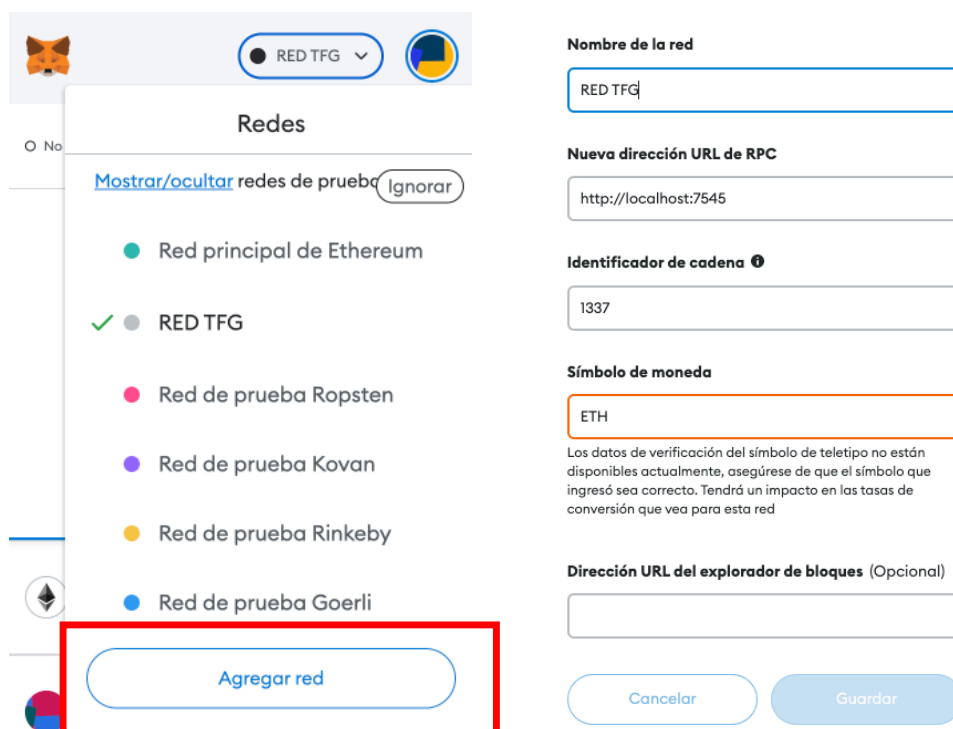 RED TFG
Redes
No
Mostrar/ocultar redes de prueba
Ignorar
Red principal de Ethereum
RED TFG
Red de prueba Ropsten
Red de prueba Kovan
Red de prueba Rinkeby
Red de prueba Goerli
Agregar red
Nombre de la red
RED TFG
Nueva dirección URL de RPC
http://localhost:7545
Identificador de cadena
1337
Símbolo de moneda
ETH
Los datos de verificación del símbolo de teletipo no están
disponibles actualmente, asegúrese de que el símbolo que
ingresó sea correcto. Tendrá un impacto en las tasas de
conversión que vea para esta red
Dirección URL del explorador de bloques (Opcional)
Cancelar
Guardar